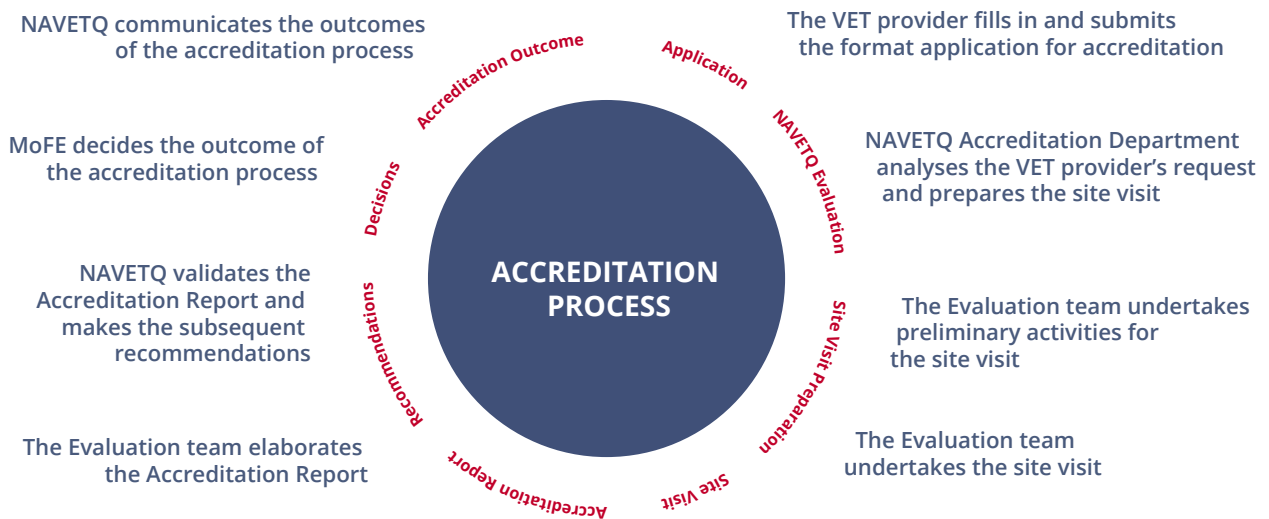 ACCREDITATION
PROCESS
Application
The VET provider fills in and submits
the format application for accreditation
NAVETQ Evaluation
NAVETQ Accreditation Department
analyses the VET provider’s request
and prepares the site visit
Site Visit Preparation
The Evaluation team undertakes
preliminary activities for
the site visit
Site Visit
The Evaluation team
undertakes the site visit
Accreditation Report
The Evaluation team elaborates
the Accreditation Report
Recommendations
NAVETQ validates the
Accreditation Report and
makes the subsequent
recommendations
Decisions
MoFE decides the outcome of
the accreditation process
Accreditation Outcome
NAVETQ communicates the outcomes
of the accreditation process